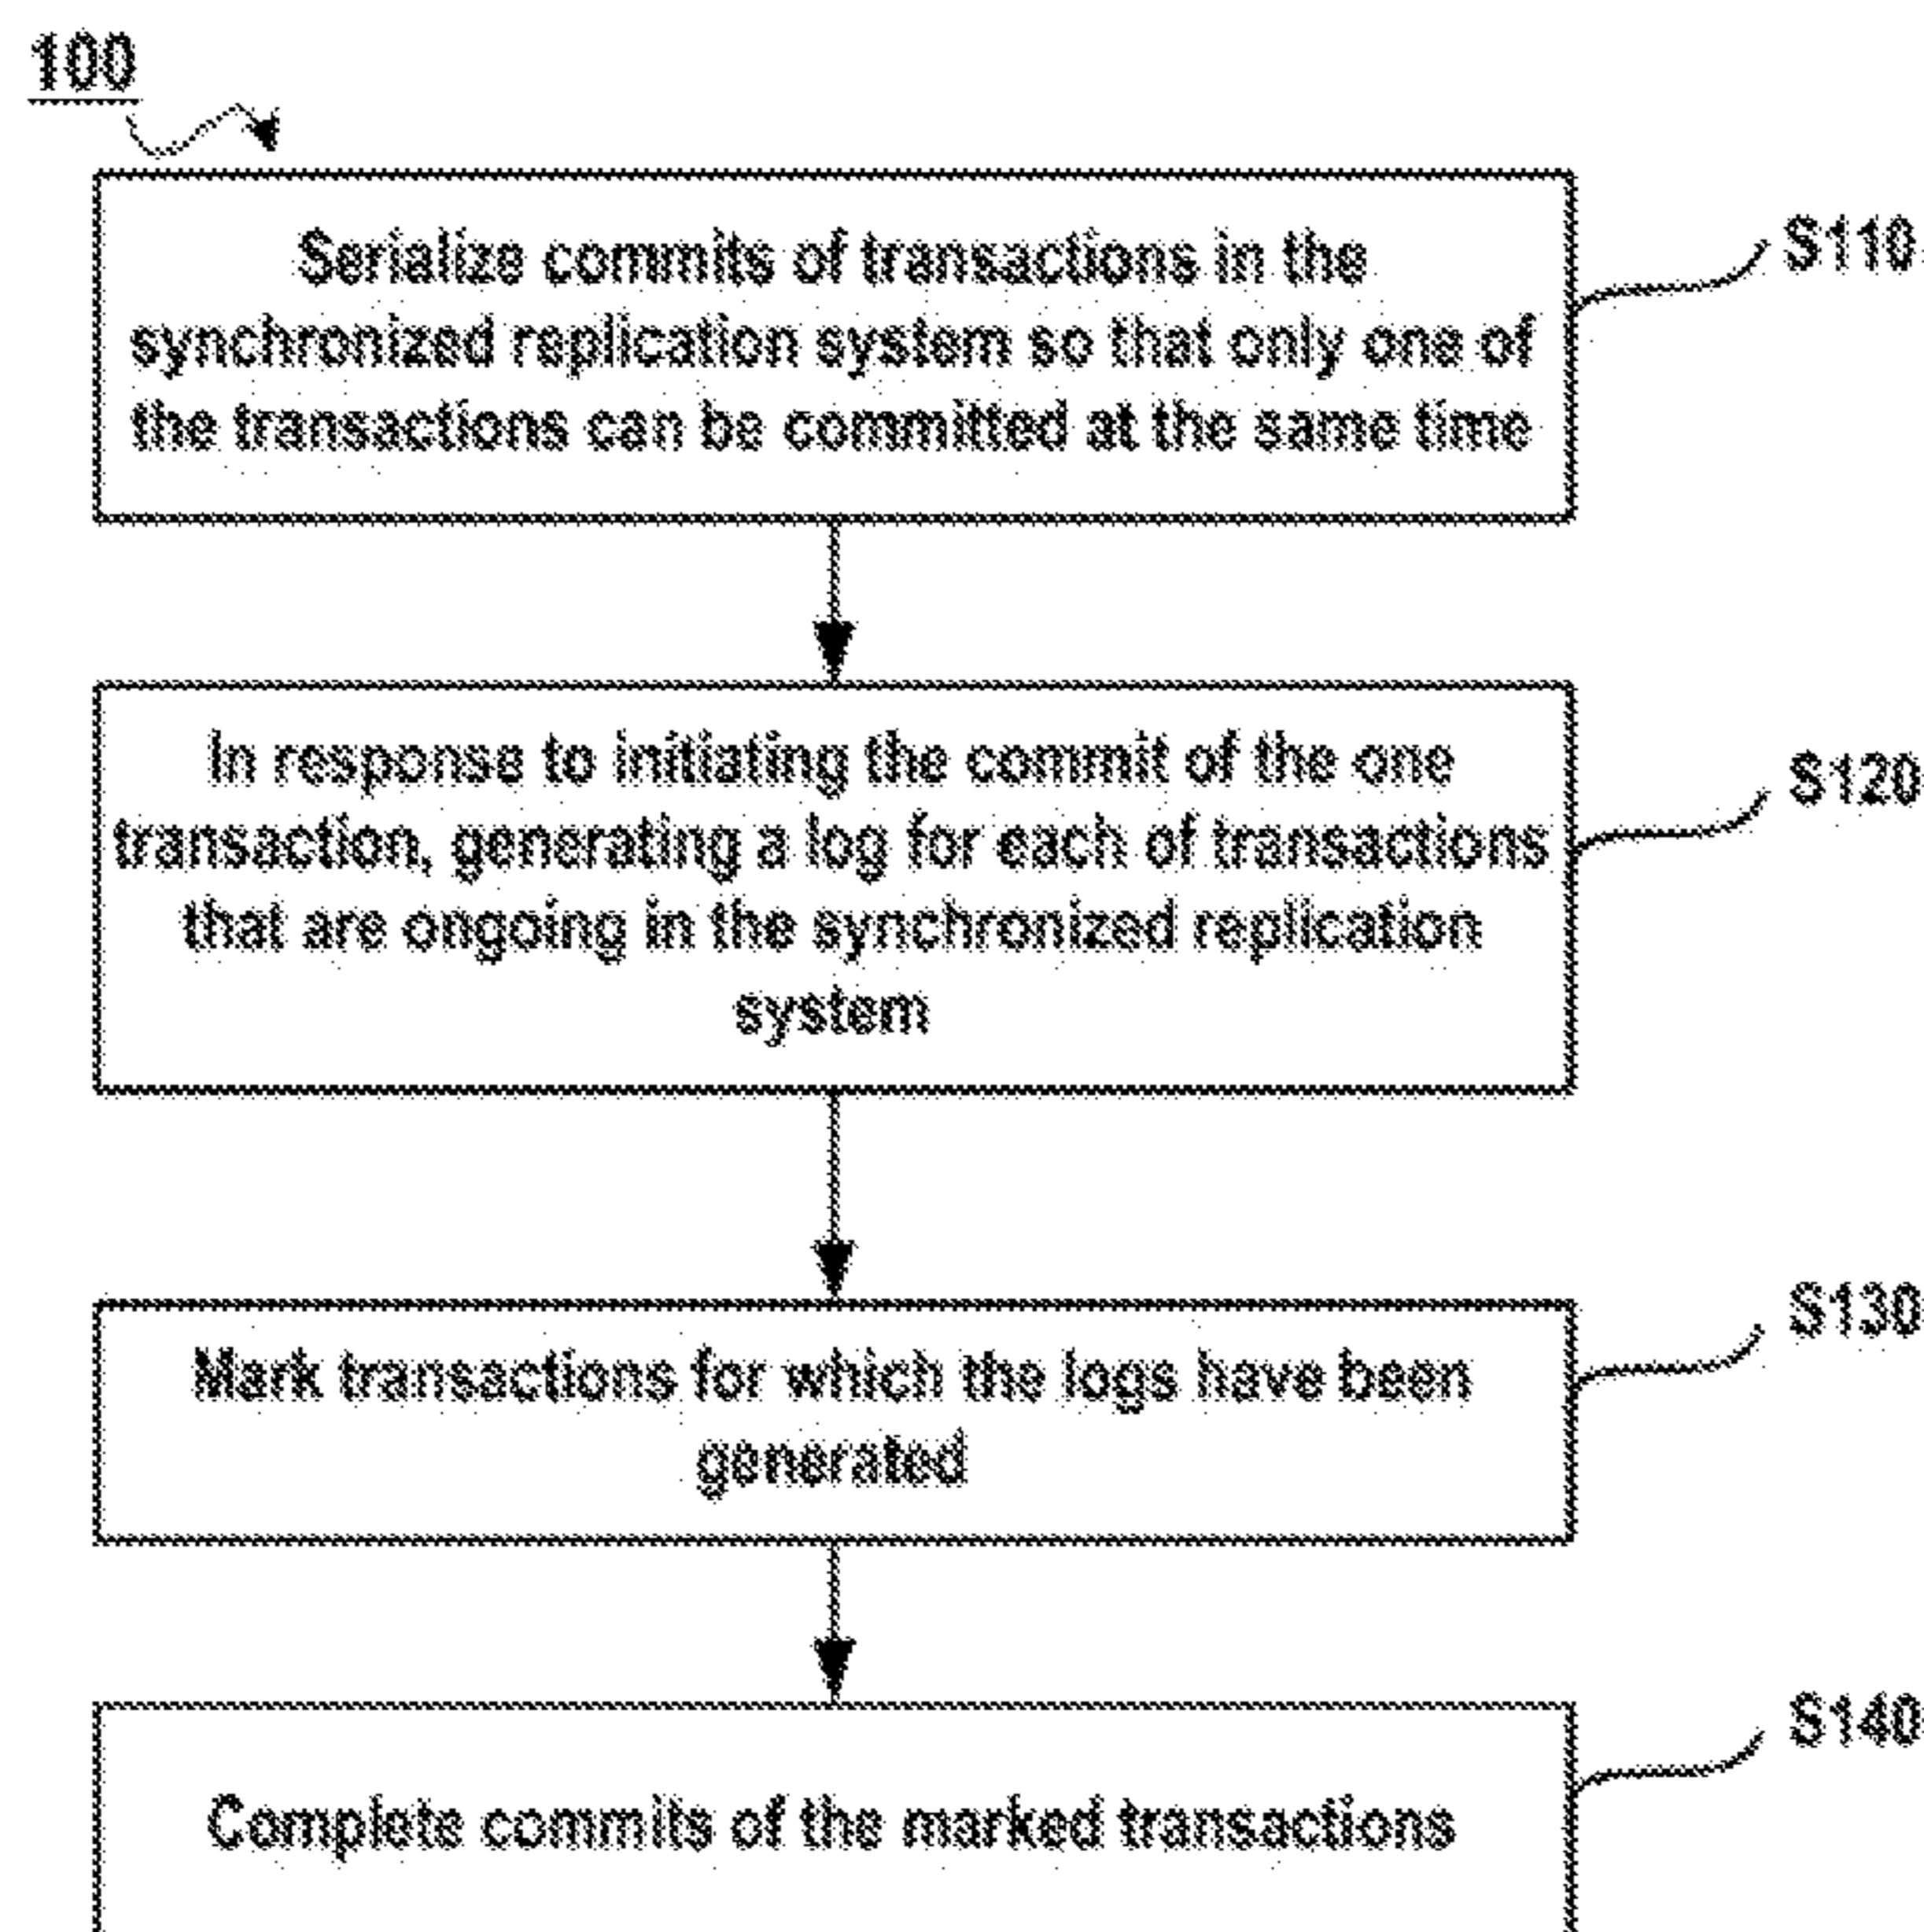 100
Serialize commits of transactions in the
S110
synchronized replication system so that only one of
the transactions can be committed at the same time
In response to initiating the commit of the one
S120
transaction, generating a log for each of transactions
that are ongoing in the synchronized replication
system
S130
Mark transactions for which the logs have been
generated
S140
Complete commits of the marked transactions